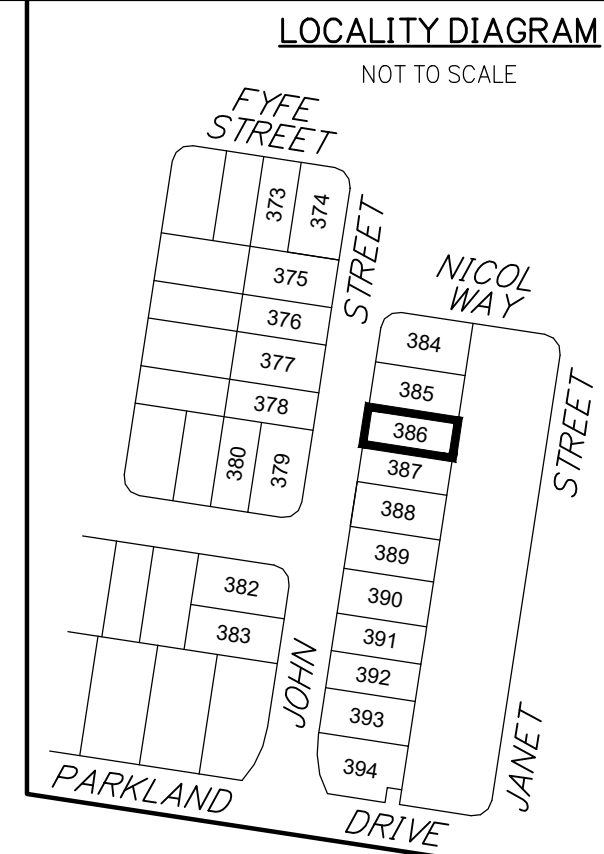 LOCALITY DIAGRAM
NOT TO SCALE
FYFE
STREET
373
374
375
376
377
378
380
379
STREET
JOHN
NICOL
WAY
384
385
386
387
388
389
390
391
392
393
394
STREET
JANET
382
383
PARKLAND
DRIVE